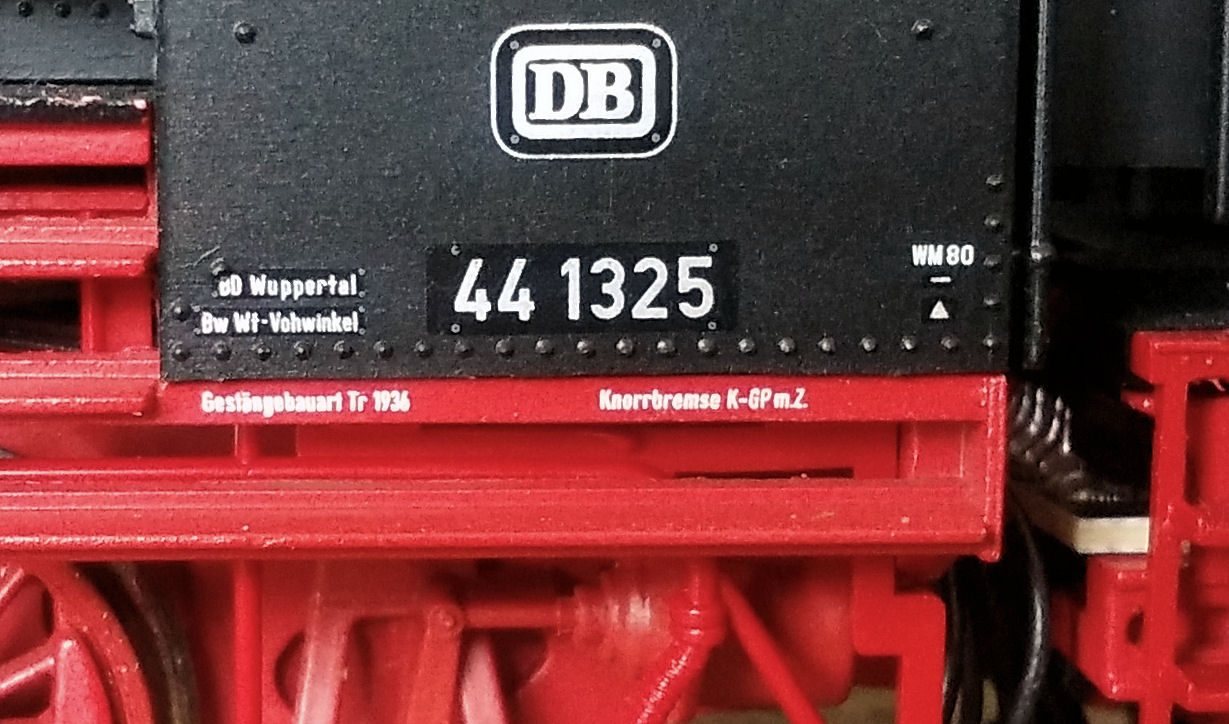 DB
WM 80
BD Wuppertal
44 1325
Bw Wt-Vohwinkel
Gestängebauart Tr 1936
Knorrbremse K-GP m.Z.